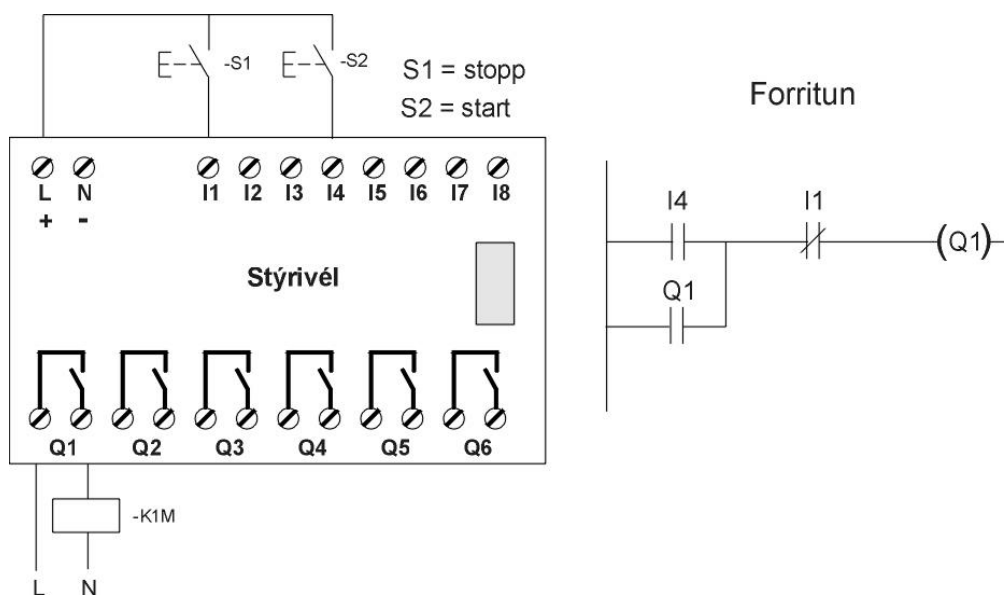 -S1
-S2
S1 = stopp
S2 = start
Forritun
L N I1 I2 I3 I4 I5 I6 I7 I8
+ -
Stýrivél
Q1 Q2 Q3 Q4 Q5 Q6
-K1M
L N
I4 I1
(Q1)
Q1